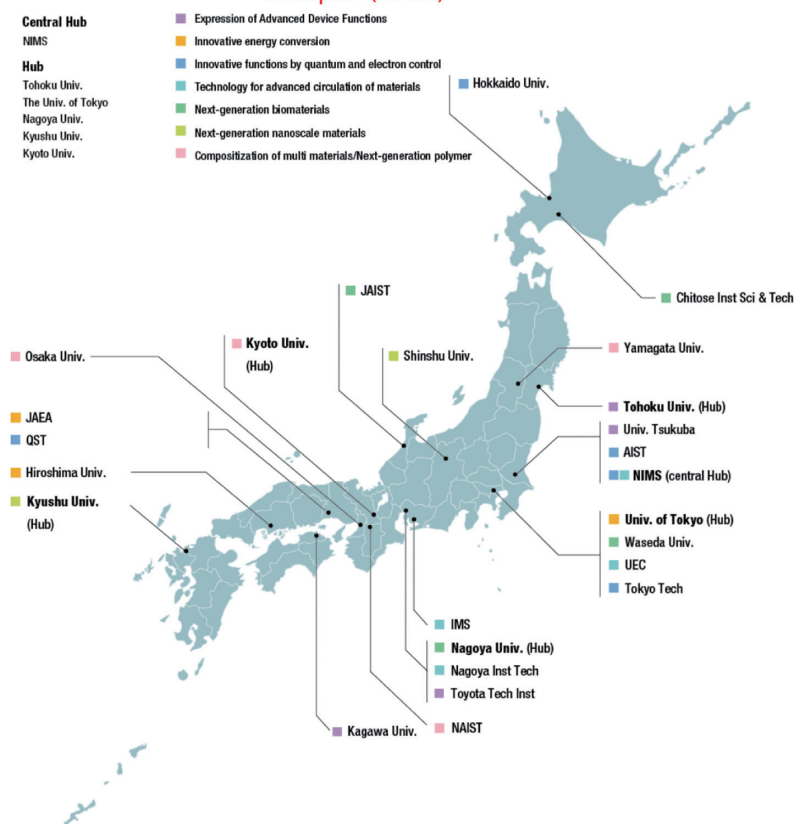 Central Hub
NIMS
Hub
Tohoku Univ.
The Univ. of Tokyo
Nagoya Univ.
Kyushu Univ.
Kyoto Univ.
Expression of Advanced Device Functions
Innovative energy conversion
Innovative functions by quantum and electron control
Technology for advanced circulation of materials
Next-generation biomaterials
Next-generation nanoscale materials
Compositization of multi materials/Next-generation polymer
Hokkaido Univ.
Chitose Inst Sci & Tech
JAIST
Kyoto Univ.
(Hub)
Shinshu Univ.
Osaka Univ.
Yamagata Univ.
Tohoku Univ. (Hub)
Univ. Tsukuba
AIST
NIMS (central Hub)
JAEA
QST
Hiroshima Univ.
Kyushu Univ.
(Hub)
Univ. of Tokyo (Hub)
Waseda Univ.
UEC
Tokyo Tech
IMS
Nagoya Univ. (Hub)
Nagoya Inst Tech
Toyota Tech Inst
NAIST
Kagawa Univ.